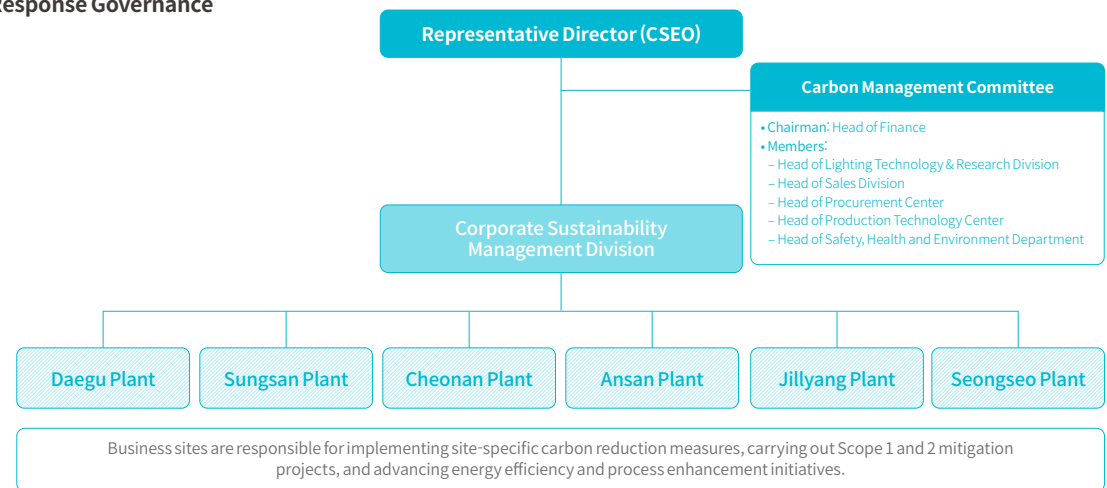 Response Governance
Representative Director (CSEO)
Carbon Management Committee
• Chairman: Head of Finance
• Members:
– Head of Lighting Technology & Research Division
– Head of Sales Division
– Head of Procurement Center
– Head of Production Technology Center
– Head of Safety, Health and Environment Department
Corporate Sustainability
Management Division
Daegu Plant
Sungsan Plant
Cheonan Plant
Ansan Plant
Jillyang Plant
Seongseo Plant
Business sites are responsible for implementing site-specific carbon reduction measures, carrying out Scope 1 and 2 mitigation
projects, and advancing energy efficiency and process enhancement initiatives.